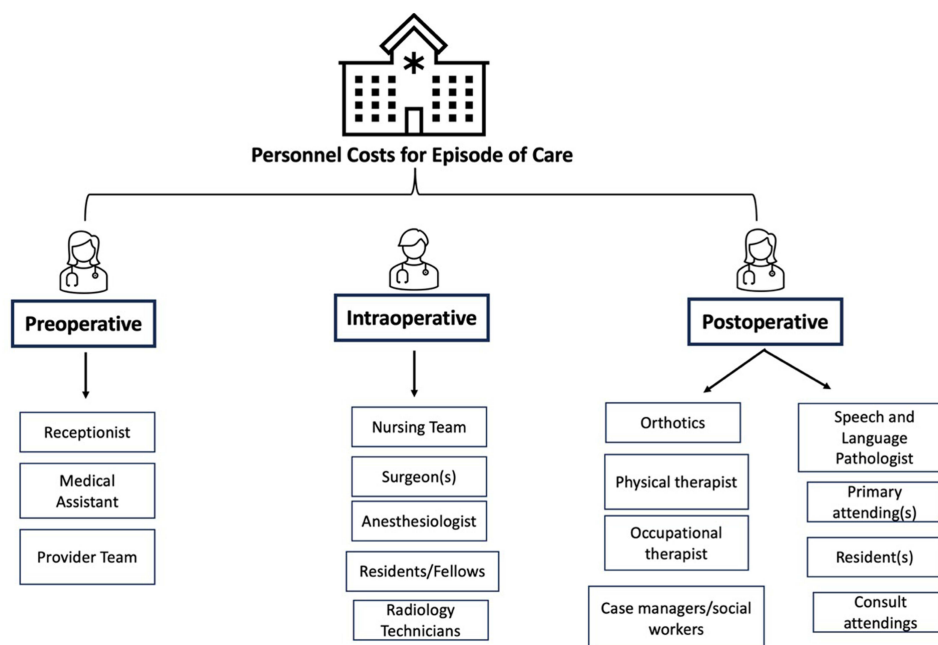 Personnel Costs for Episode of Care
Preoperative
Receptionist
Medical
Assistant
Provider Team
Intraoperative
Nursing Team
Surgeon(s)
Anesthesiologist
Residents/Fellows
Radiology
Technicians
Postoperative
Orthotics
Physical therapist
Occupational
therapist
Case managers/social
workers
Speech and
Language
Pathologist
Primary
attending(s)
Resident(s)
Consult
attendings